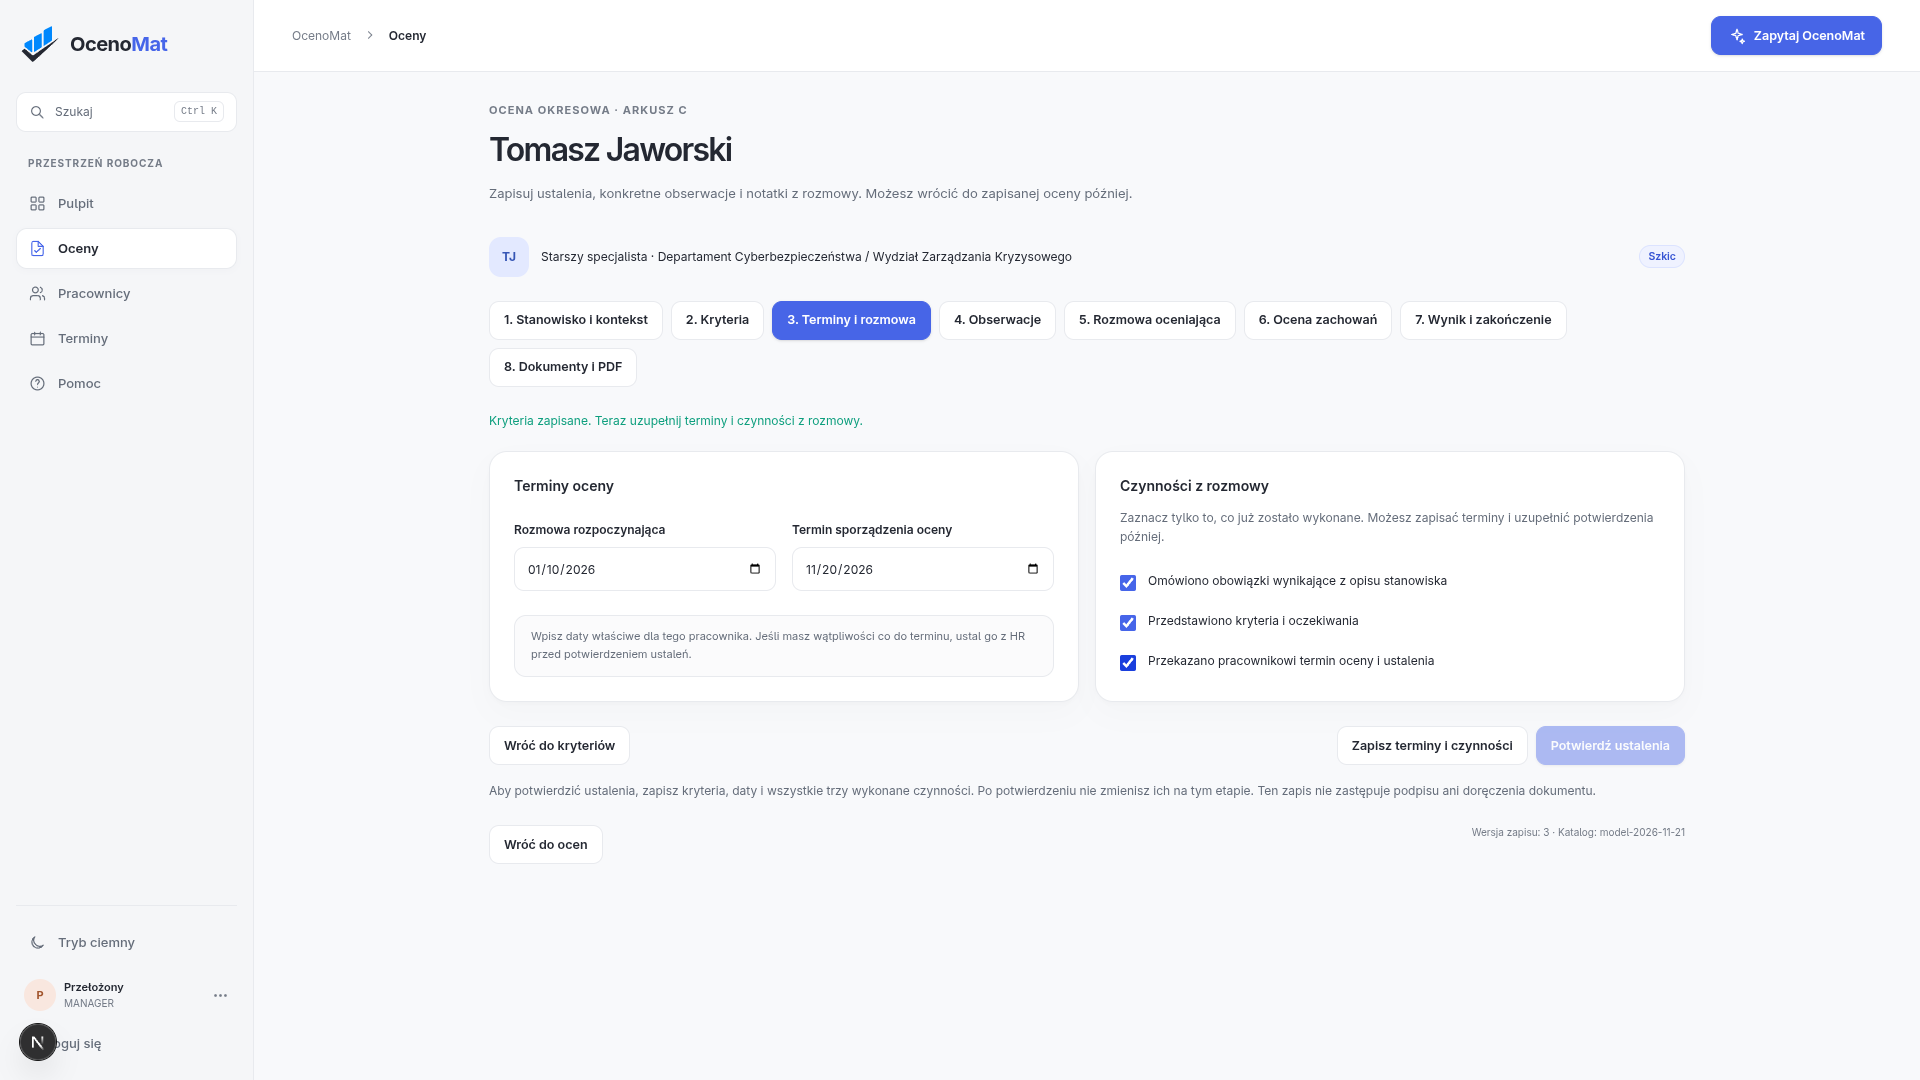 OcenoMat
Szukaj
Ctrl K
PRZESTRZEŃ ROBOCZA
Pulpit
Oceny
Pracownicy
Terminy
Pomoc
Tryb ciemny
P
Przełożony
MANAGER
N
oguj się
OcenoMat
Oceny
Zapytaj OcenoMat
OCENA OKRESOWA · ARKUSZ C
Tomasz Jaworski
Zapisuj ustalenia, konkretne obserwacje i notatki z rozmowy. Możesz wrócić do zapisanej oceny później.
TJ
Starszy specjalista · Departament Cyberbezpieczeństwa / Wydział Zarządzania Kryzysowego
Szkic
1. Stanowisko i kontekst
2. Kryteria
3. Terminy i rozmowa
4. Obserwacje
5. Rozmowa oceniająca
6. Ocena zachowań
7. Wynik i zakończenie
8. Dokumenty i PDF
Kryteria zapisane. Teraz uzupełnij terminy i czynności z rozmowy.
Terminy oceny
Rozmowa rozpoczynająca
01/10/2026
Termin sporządzenia oceny
11/20/2026
Wpisz daty właściwe dla tego pracownika. Jeśli masz wątpliwości co do terminu, ustal go z HR
przed potwierdzeniem ustaleń.
Czynności z rozmowy
Zaznacz tylko to, co już zostało wykonane. Możesz zapisać terminy i uzupełnić potwierdzenia
później.
Omówiono obowiązki wynikające z opisu stanowiska
Przedstawiono kryteria i oczekiwania
Przekazano pracownikowi termin oceny i ustalenia
Wróć do kryteriów
Zapisz terminy i czynności
Potwierdź ustalenia
Aby potwierdzić ustalenia, zapisz kryteria, daty i wszystkie trzy wykonane czynności. Po potwierdzeniu nie zmienisz ich na tym etapie. Ten zapis nie zastępuje podpisu ani doręczenia dokumentu.
Wróć do ocen
Wersja zapisu: 3 · Katalog: model-2026-11-21